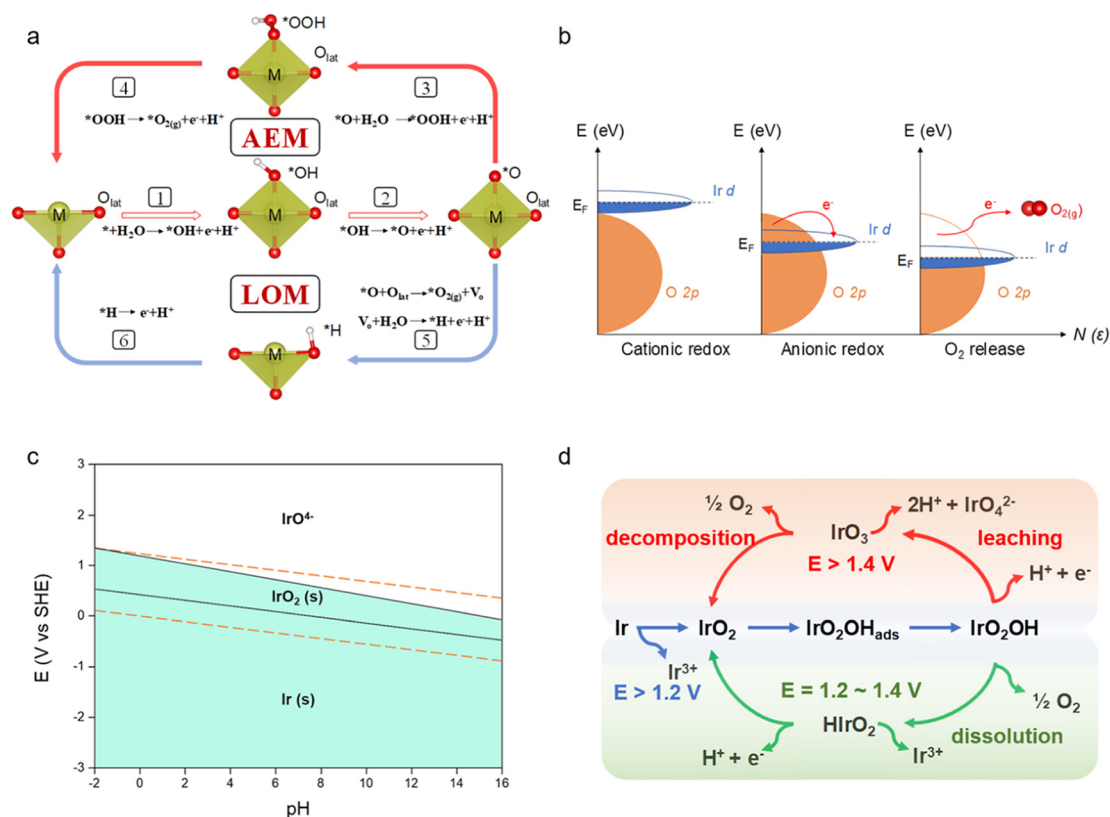 a
*OOH
O_lat
4
3
*OOH → *O₂(g)+e⁻+H⁺
*O+H₂O → *OOH+e⁻+H⁺
AEM
*OH
*O
O_lat
1
O_lat
2
O_lat
*+H₂O → *OH+e⁻+H⁺
*OH → *O+e⁻+H⁺
LOM
*O+O_lat → *O₂(g)+V_o
*H → e⁻+H⁺
V_o+H₂O → *H+e⁻+H⁺
*H
6
5
M
M
M
M
M
b
E (eV)
E (eV)
E (eV)
Ir d
E_F
e⁻
Ir d
E_F
O 2p
e⁻
O₂(g)
Ir d
E_F
O 2p
N (ε)
Cationic redox
Anionic redox
O₂ release
c
E (V vs SHE)
3
2
1
0
-1
-2
-3
IrO⁴⁻
IrO₂ (s)
Ir (s)
-2 0 2 4 6 8 10 12 14 16
pH
d
½ O₂
2H⁺ + IrO₄²⁻
decomposition
IrO₃
leaching
E > 1.4 V
H⁺ + e⁻
Ir
IrO₂
IrO₂OH_ads
IrO₂OH
Ir³⁺
E > 1.2 V
E = 1.2 ~ 1.4 V
½ O₂
HIrO₂
dissolution
H⁺ + e⁻
Ir³⁺